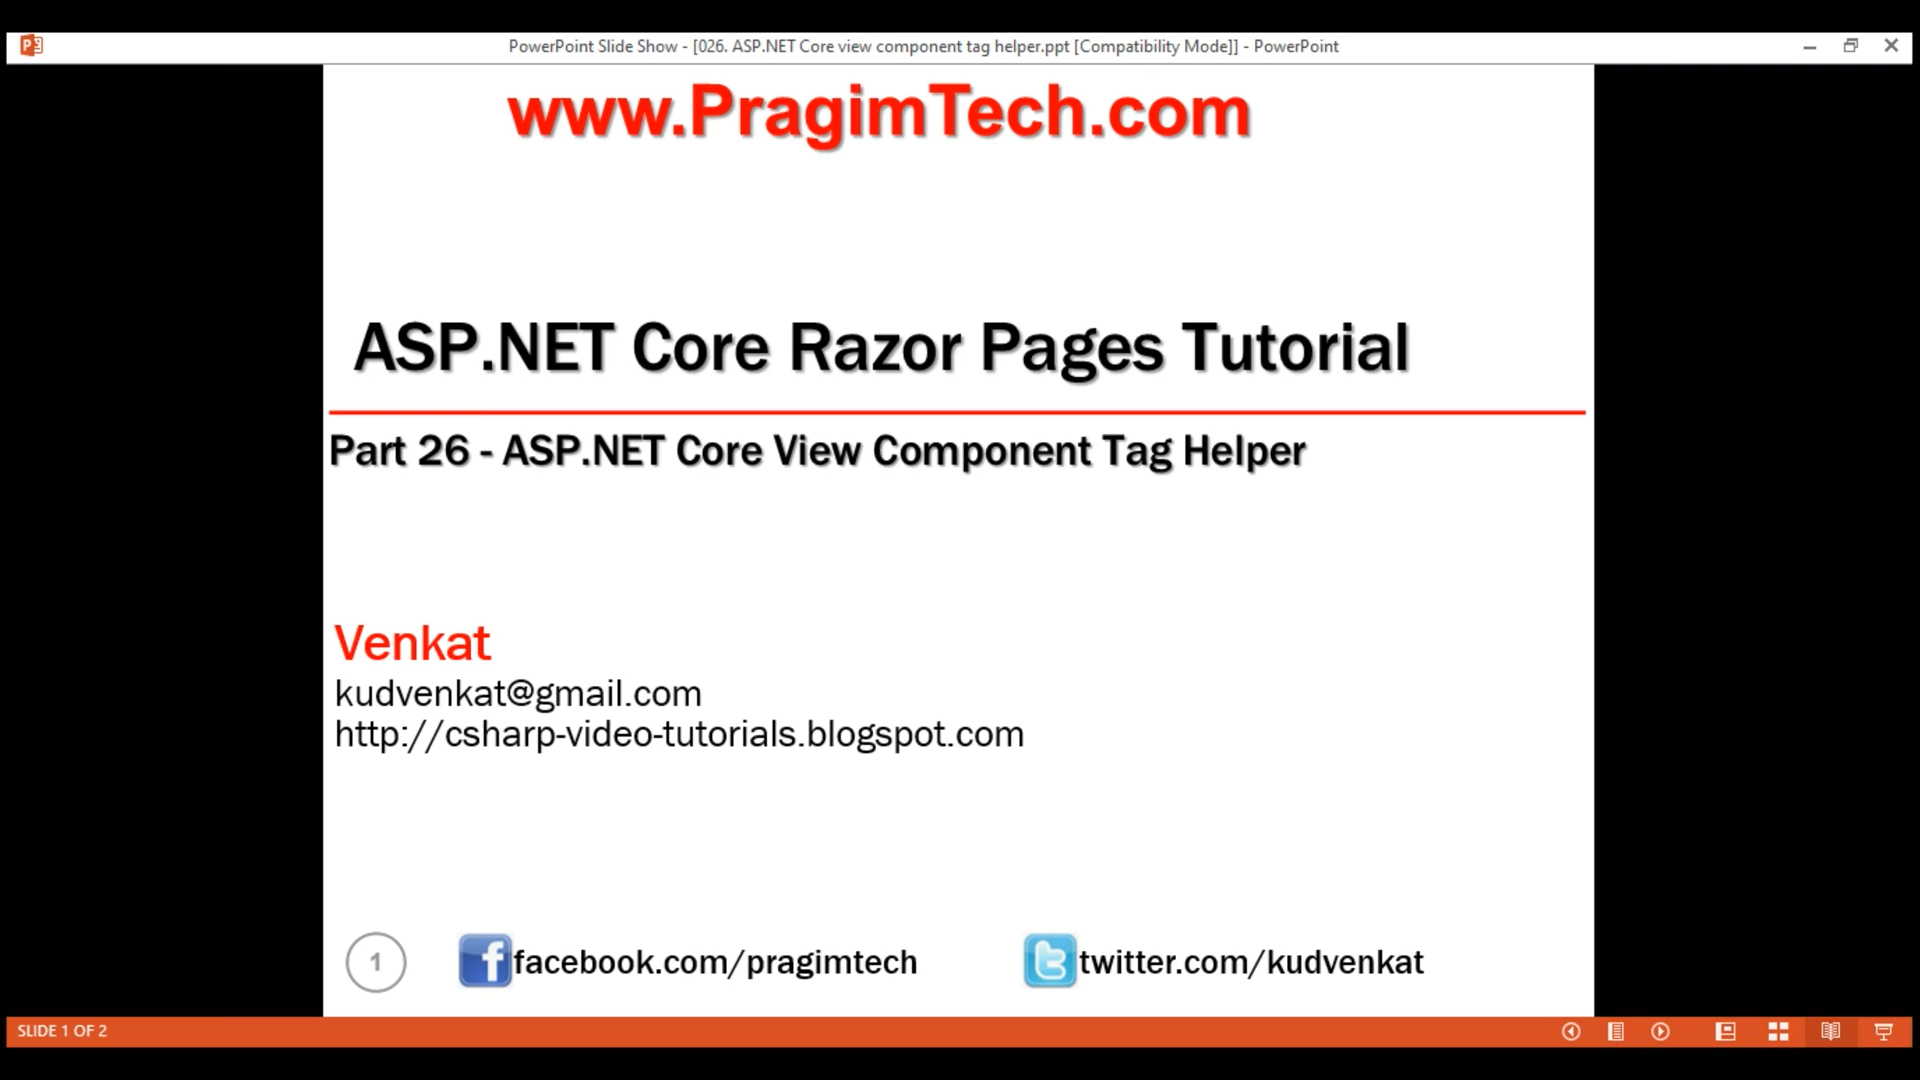 PowerPoint Slide Show - [026. ASP.NET Core view component tag helper.ppt [Compatibility Mode]] - PowerPoint
www.PragimTech.com
ASP.NET Core Razor Pages Tutorial
Part 26 - ASP.NET Core View Component Tag Helper
Venkat
kudvenkat@gmail.com
http://csharp-video-tutorials.blogspot.com
1
facebook.com/pragimtech
twitter.com/kudvenkat
SLIDE 1 OF 2